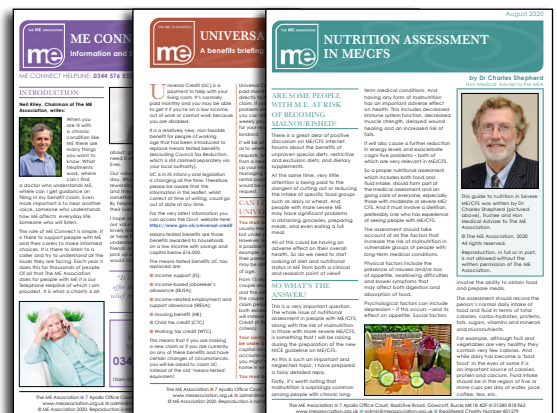 August 2020
THE ME ASSOCIATION
me
ME CONN
Information and
ME CONNECT HELPLINE: 0344 576 53
INTRODUCTION
Neil Riley, Chairman of The ME
Association, writes:
When you
are ill with
a chronic
condition like
ME there are
many things
you want to
know. What
treatments
work, where
can I find
a doctor who understands ME,
where can I get guidance on
filling in my benefit claim. Even
more important is to hear another
voice, someone who understands
how ME affects everyday life.
Someone who will listen.
The role of ME Connect is simple. It
is there to support people with ME
and their carers to make informed
choices. It is there to listen to a
caller and try to understand all the
issues they are facing. Each year it
does this for thousands of people.
Of all that the ME Association
does for people with ME it is our
Telephone Helpline of which I am
proudest. It is what a charity is all
THE ME ASSOCIATION
me
UNIVERSA
A benefits briefing
Universal Credit (UC) is a
payment to help with your
living costs. It's normally
paid monthly and you may be able
to get it if you're on a low income,
out of work or cannot work because
you are disabled.
It is a relatively new, non-taxable
benefit for people of working
age that has been introduced to
replace means tested benefits
(excluding Council Tax Reduction,
which is still claimed separately via
your local authority).
UC is in its infancy and legislation
is changing all the time. Therefore,
please be aware that the
information in this leaflet, whilst
correct at time of writing, could go
out of date at any time.
For the very latest information you
can access the Govt. website here:
https://www.gov.uk/universal-credit
means-tested benefits are those
benefits awarded to households
on a low income with savings and
capital below £16,000.
The means-tested benefits UC has
replaced are:
Income support (IS);
Income-based jobseeker's
allowance (IBJSA);
Income-related employment and
support allowance (IRESA);
Housing benefit (HB);
Child tax credit (CTC)
Working tax credit (WTC).
This means that if you are making
a new claim or if you are currently
on any of these benefits and have
certain changes of circumstances,
you will be asked to claim UC
instead of the old 'means-tested'
equivalent.
The ME Association 7 Apollo Office Court
THE ME ASSOCIATION
me
NUTRITION ASSESSMENT
IN ME/CFS
by Dr Charles Shepherd
Hon Medical Adviser to the MEA
ARE SOME PEOPLE
WITH M.E. AT RISK
OF BECOMING
MALNOURISHED?
There is a great deal of positive
discussion on ME/CFS internet
forums about the benefits of
unproven special diets, restrictive
and exclusion diets, and dietary
supplements.
At the same time, very little
attention is being paid to the
dangers of cutting out or reducing
the intake of specific food groups
such as dairy or wheat. And
people with more severe ME
may have significant problems
in obtaining groceries, preparing
meals, and even eating a full
meal.
All of this could be having an
adverse effect on their overall
health. So do we need to start
looking at diet and nutritional
status in ME from both a clinical
and research point of view?
SO WHAT'S THE
ANSWER?
This is a very important question.
The whole issue of nutritional
assessment in people with ME/CFS,
along with the risk of malnutrition
in those with more severe ME/CFS,
is something that I will be raising
during the preparation of the new
NICE guideline on ME/CFS.
As this is such an important and
neglected topic, I have prepared
a fairly detailed reply.
Firstly, it's worth noting that
malnutrition is surprisingly common
among people with chronic long-
term medical conditions. And
having any form of malnutrition
has an important adverse effect
on health. This includes decreased
immune system function, decreased
muscle strength, delayed wound
healing and an increased risk of
falls.
It will also cause a further reduction
in energy levels and exacerbate
cognitive problems – both of
which are very relevant in ME/CFS.
So a proper nutritional assessment,
which includes both food and
fluid intake, should form part of
the medical assessment and on-
going care of everyone, especially
those with moderate or severe ME/
CFS. And it must involve a dietitian,
preferably one who has experience
of seeing people with ME/CFS.
This assessment should take
account of all the factors that
increase the risk of malnutrition in
vulnerable groups of people with
long-term medical conditions.
Physical factors include the
presence of nausea and/or loss
of appetite, swallowing difficulties
and bowel symptoms that
may affect both digestion and
absorption of food.
Psychological factors can include
depression – if this occurs – and its
effect on appetite. Social factors
This guide to nutrition in Severe
ME/CFS was written by Dr
Charles Shepherd (pictured
above), Trustee and Hon
Medical Adviser to The ME
Association.
© The ME Association, 2020
All rights reserved.
Reproduction, in full or in part,
is not allowed without the
written permission of The ME
Association.
involve the ability to obtain food
and prepare meals.
The assessment should record the
person's normal daily intake of
food and fluid in terms of total
calories, carbo-hydrates, proteins,
fats, sugars, vitamins and minerals
and micronutrients.
For example, although fruit and
vegetables are very healthy they
contain very few calories. And
while dairy has become a 'bad
food' in the eyes of some it is
an important source of calories,
protein and calcium. Fluid intake
should be in the region of five or
more cups per day of water, juice,
coffee, tea, etc.
The ME Association 7 Apollo Office Court, Radclive Road, Gawcott, Bucks MK18 4DF 01280 818 963
www.meassociation.org.uk admin@meassociation.org.uk Registered Charity Number 801279